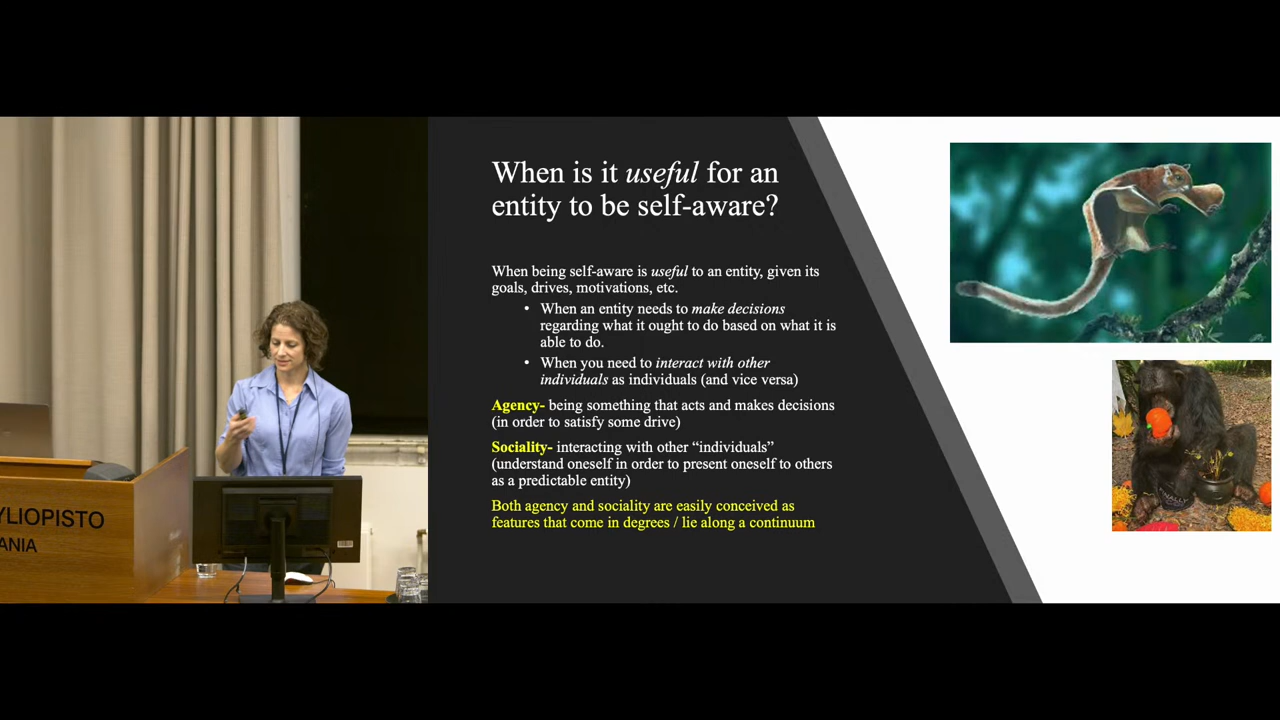 When is it useful for an
entity to be self-aware?
When being self-aware is useful to an entity, given its
goals, drives, motivations, etc.
• When an entity needs to make decisions
regarding what it ought to do based on what it is
able to do.
• When you need to interact with other
individuals as individuals (and vice versa)
Agency- being something that acts and makes decisions
(in order to satisfy some drive)
Sociality- interacting with other “individuals”
(understand oneself in order to present oneself to others
as a predictable entity)
Both agency and sociality are easily conceived as
features that come in degrees / lie along a continuum
YLIOPISTO
ANIA